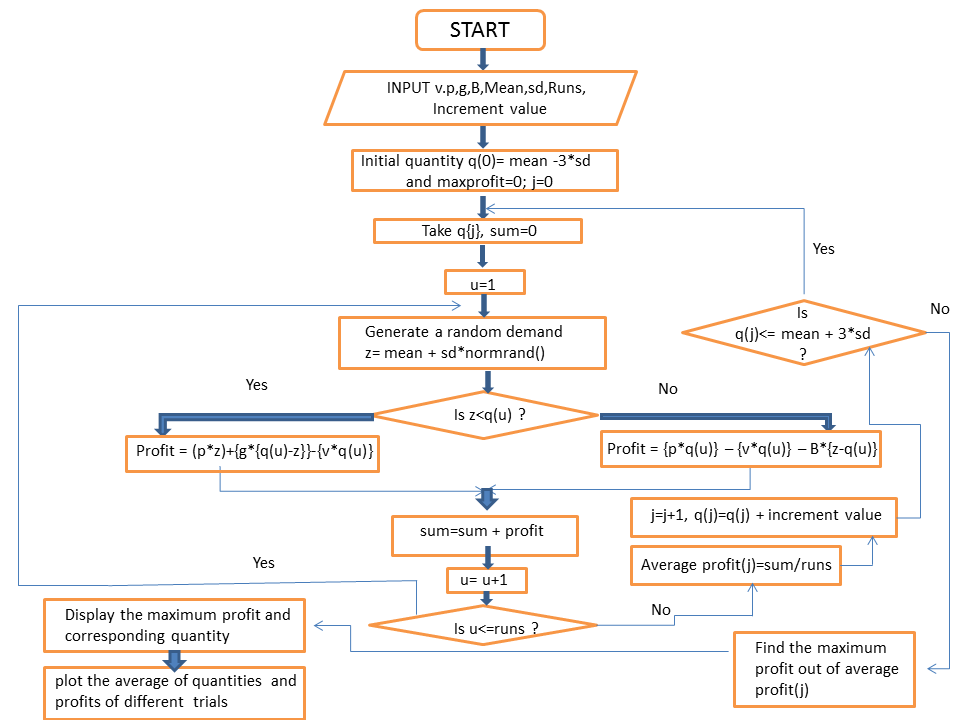 START
INPUT v.p,g,B,Mean,sd,Runs,
Increment value
Initial quantity q(0)= mean -3*sd
and maxprofit=0; j=0
Take q{j}, sum=0
Yes
u=1
Is
q(j)<= mean + 3*sd
?
No
Generate a random demand
z= mean + sd*normrand()
Yes
Is z<q(u) ?
No
Profit = (p*z)+{g*{q(u)-z}}-{v*q(u)}
Profit = {p*q(u)} – {v*q(u)} – B*{z-q(u)}
j=j+1, q(j)=q(j) + increment value
sum=sum + profit
Average profit(j)=sum/runs
Yes
u= u+1
No
Is u<=runs ?
Display the maximum profit and
corresponding quantity
Find the maximum
profit out of average
profit(j)
plot the average of quantities and
profits of different trials